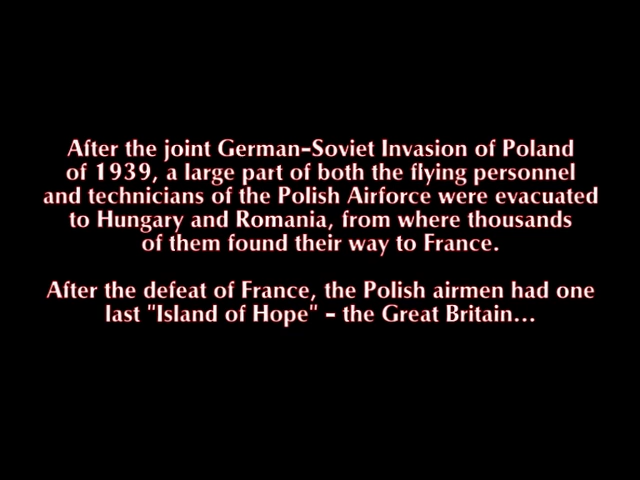 After the joint German-Soviet Invasion of Poland
of 1939, a large part of both the flying personnel
and technicians of the Polish Airforce were evacuated
to Hungary and Romania, from where thousands
of them found their way to France.
After the defeat of France, the Polish airmen had one
last "Island of Hope" - the Great Britain...